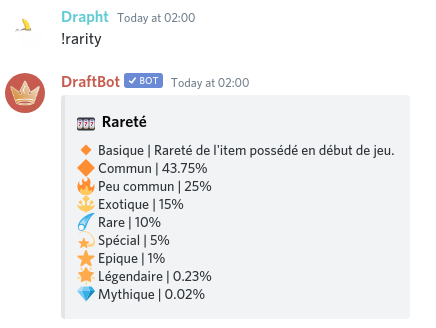 Drapht Today at 02:00
!rarity
DraftBot ✓ BOT Today at 02:00
Rareté
Basique | Rareté de l'item possédé en début de jeu.
Commun | 43.75%
Peu commun | 25%
Exotique | 15%
Rare | 10%
Spécial | 5%
Epique | 1%
Légendaire | 0.23%
Mythique | 0.02%